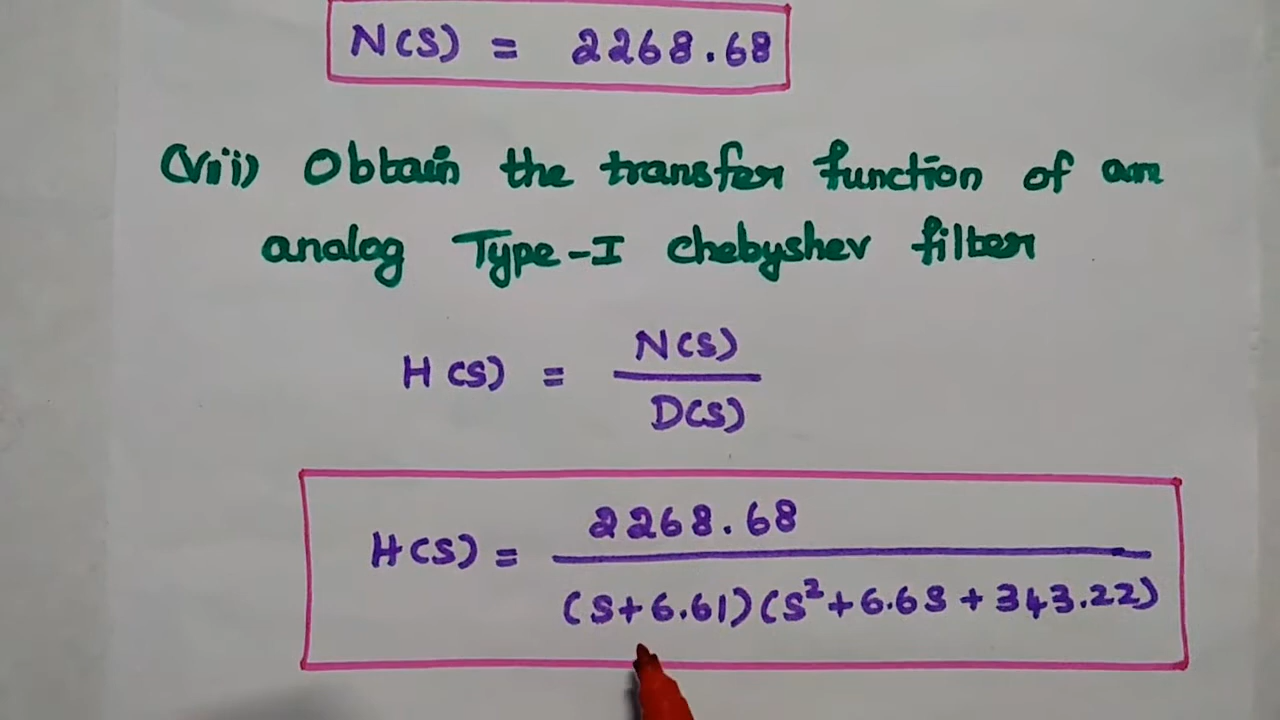 N(S) = 2268.68
(vii) Obtain the transfer function of an
analog Type-I chebyshev filter
H(S) = N(S)
D(S)
H(S) = 2268.68
(S+6.61)(S²+6.6S+343.22)